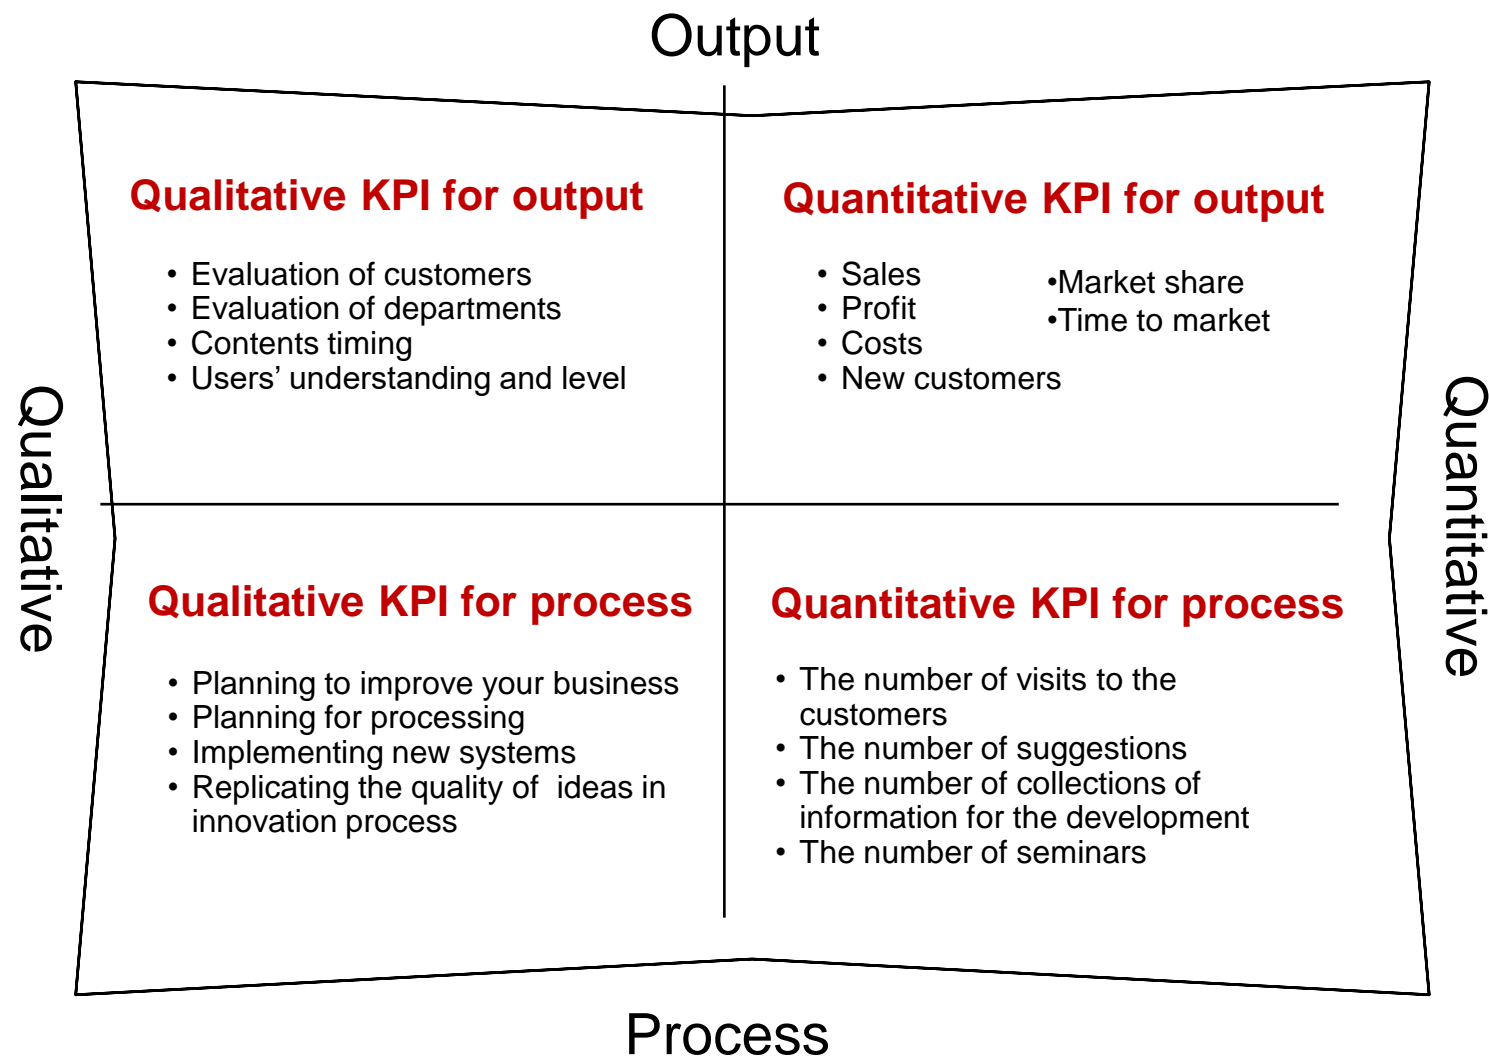 Output
Qualitative
Qualitative KPI for output
• Evaluation of customers
• Evaluation of departments
• Contents timing
• Users’ understanding and level
Quantitative KPI for output
• Sales
• Profit
• Costs
• New customers
•Market share
•Time to market
Quantitative
Qualitative KPI for process
• Planning to improve your business
• Planning for processing
• Implementing new systems
• Replicating the quality of ideas in
innovation process
Quantitative KPI for process
• The number of visits to the
customers
• The number of suggestions
• The number of collections of
information for the development
• The number of seminars
Process